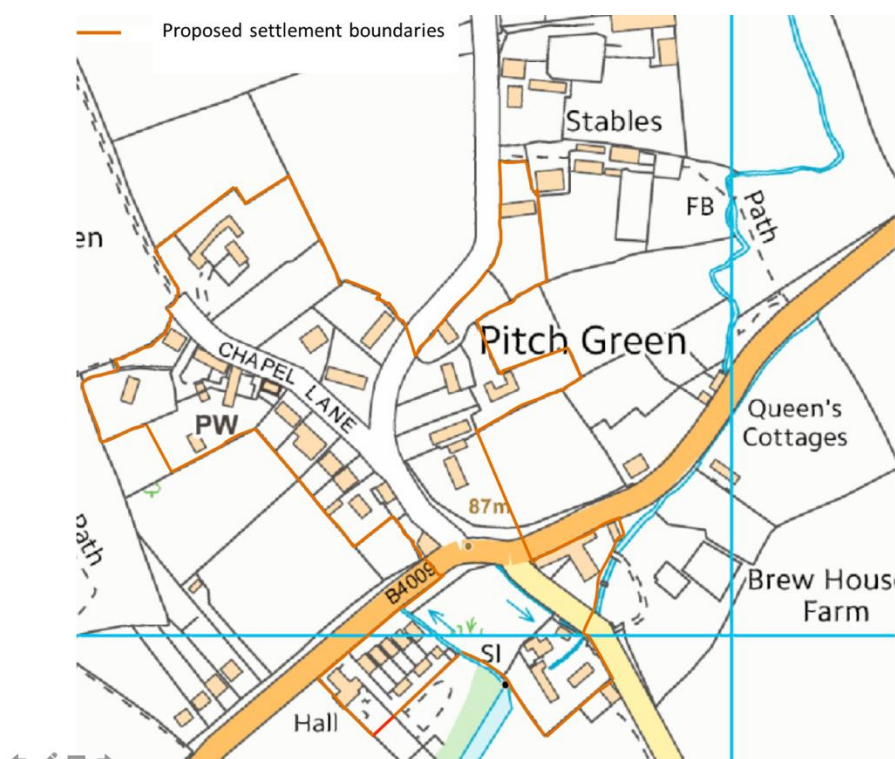 Proposed settlement boundaries
Stables
FB
Path
en
Pitch Green
CHAPEL LANE
PW
Queen's
Cottages
87m
Path
B4009
Brew House
Farm
SI
Hall